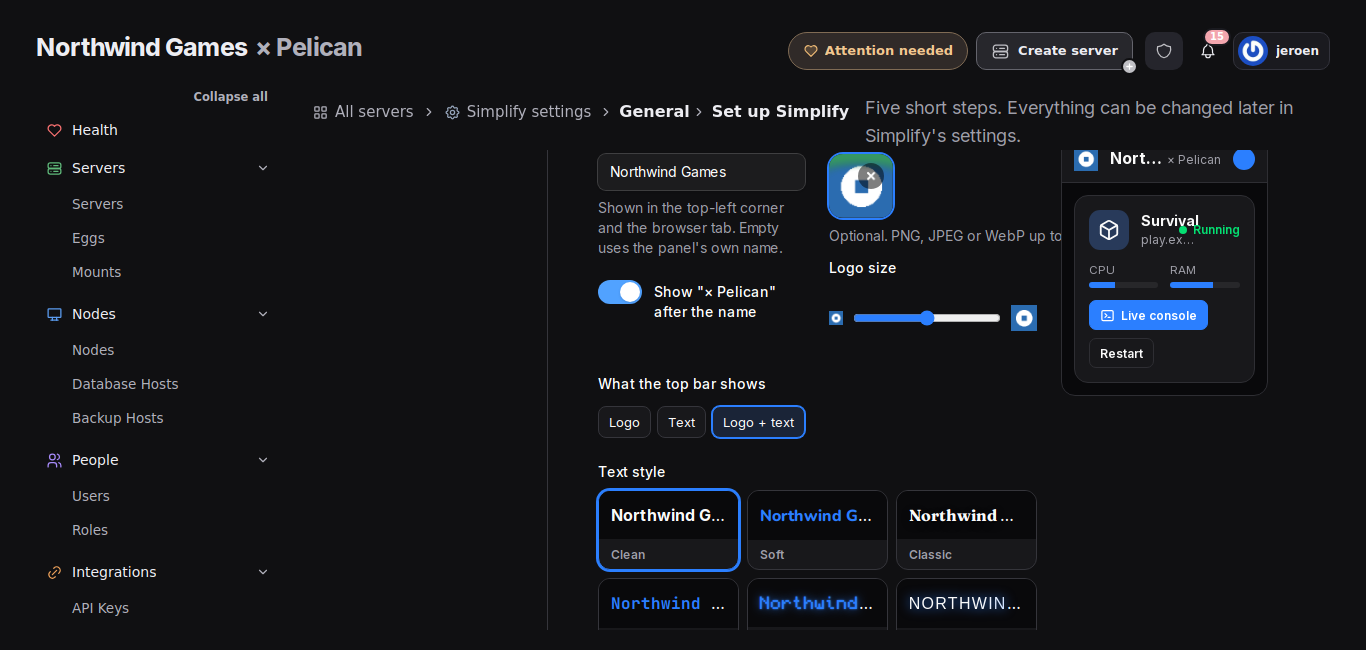 Northwind Games × Pelican
Attention needed
Create server
15
jeroen
Collapse all
All servers > Simplify settings > General > Set up Simplify
Five short steps. Everything can be changed later in
Simplify's settings.
Health
Servers
Servers
Eggs
Mounts
Nodes
Nodes
Database Hosts
Backup Hosts
People
Users
Roles
Integrations
API Keys
Northwind Games
Shown in the top-left corner
and the browser tab. Empty
uses the panel's own name.
Show "× Pelican"
after the name
Optional. PNG, JPEG or WebP up to
Logo size
What the top bar shows
Logo
Text
Logo + text
Text style
Northwind G...
Clean
Northwind G...
Soft
Northwind ...
Classic
Northwind ...
Northwind...
NORTHWIN...
Nort... × Pelican
Survival
Running
play.ex...
CPU
RAM
Live console
Restart